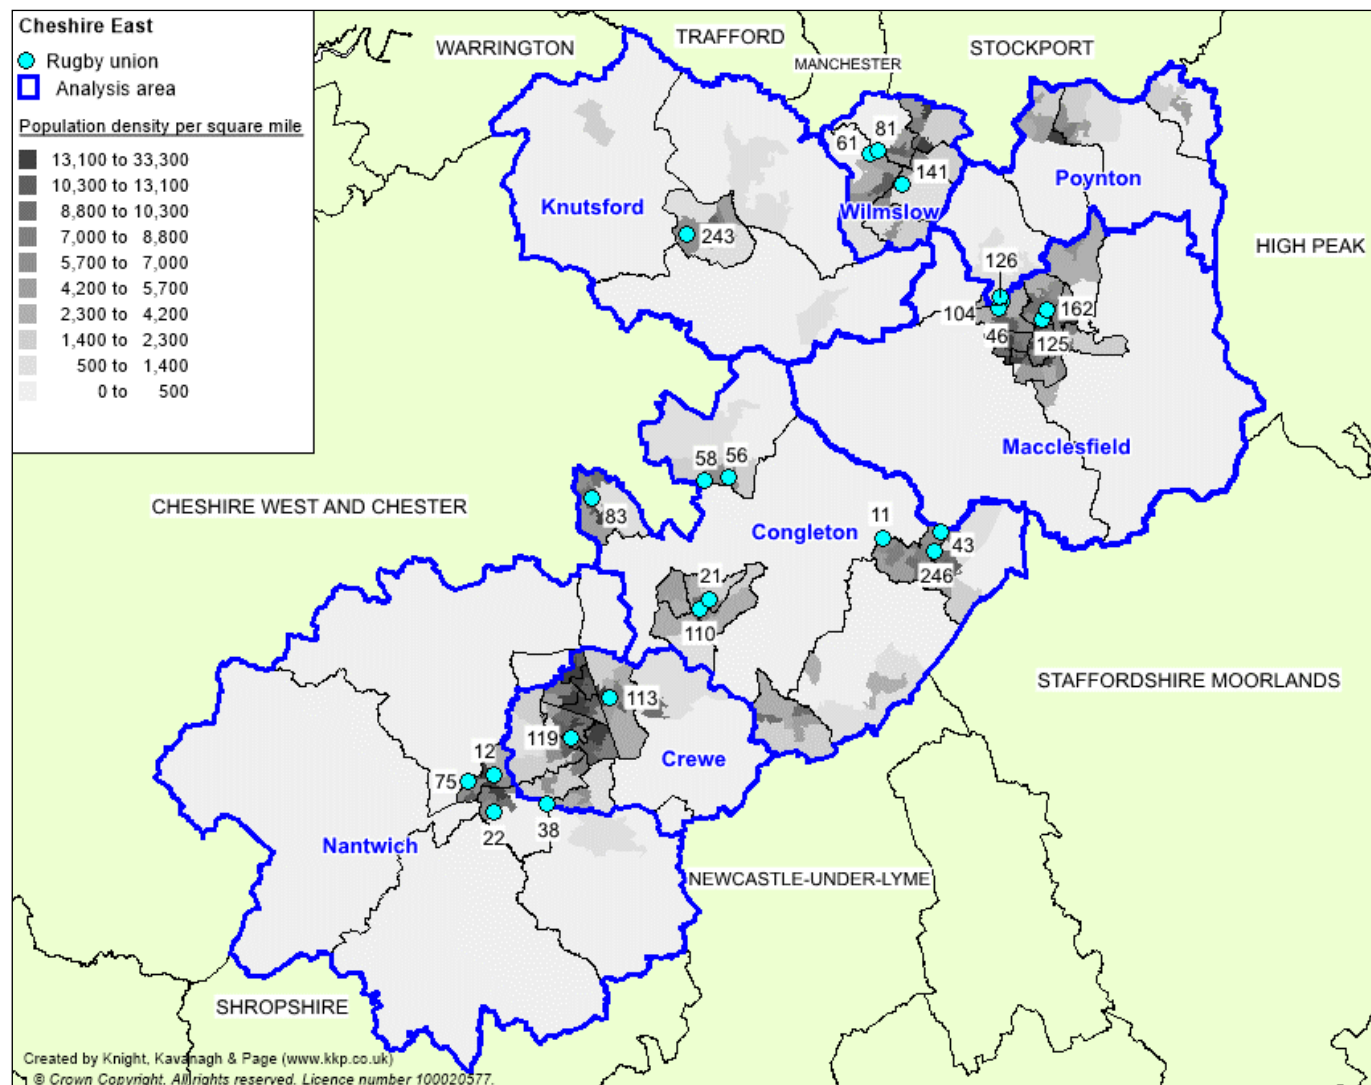 Cheshire East
Rugby union
Analysis area
Population density per square mile
13,100 to 33,300
10,300 to 13,100
8,800 to 10,300
7,000 to 8,800
5,700 to 7,000
4,200 to 5,700
2,300 to 4,200
1,400 to 2,300
500 to 1,400
0 to 500
WARRINGTON
TRAFFORD
STOCKPORT
MANCHESTER
81
61
141
Poynton
Knutsford
Wilmslow
243
HIGH PEAK
126
104
162
46
125
Macclesfield
58
56
CHESHIRE WEST AND CHESTER
83
11
Congleton
43
246
21
110
STAFFORDSHIRE MOORLANDS
113
119
Crewe
12
75
22
38
Nantwich
NEWCASTLE-UNDER-LYME
SHROPSHIRE
Created by Knight, Kavanagh & Page (www.kkp.co.uk)
© Crown Copyright. All rights reserved. Licence number 100020577.